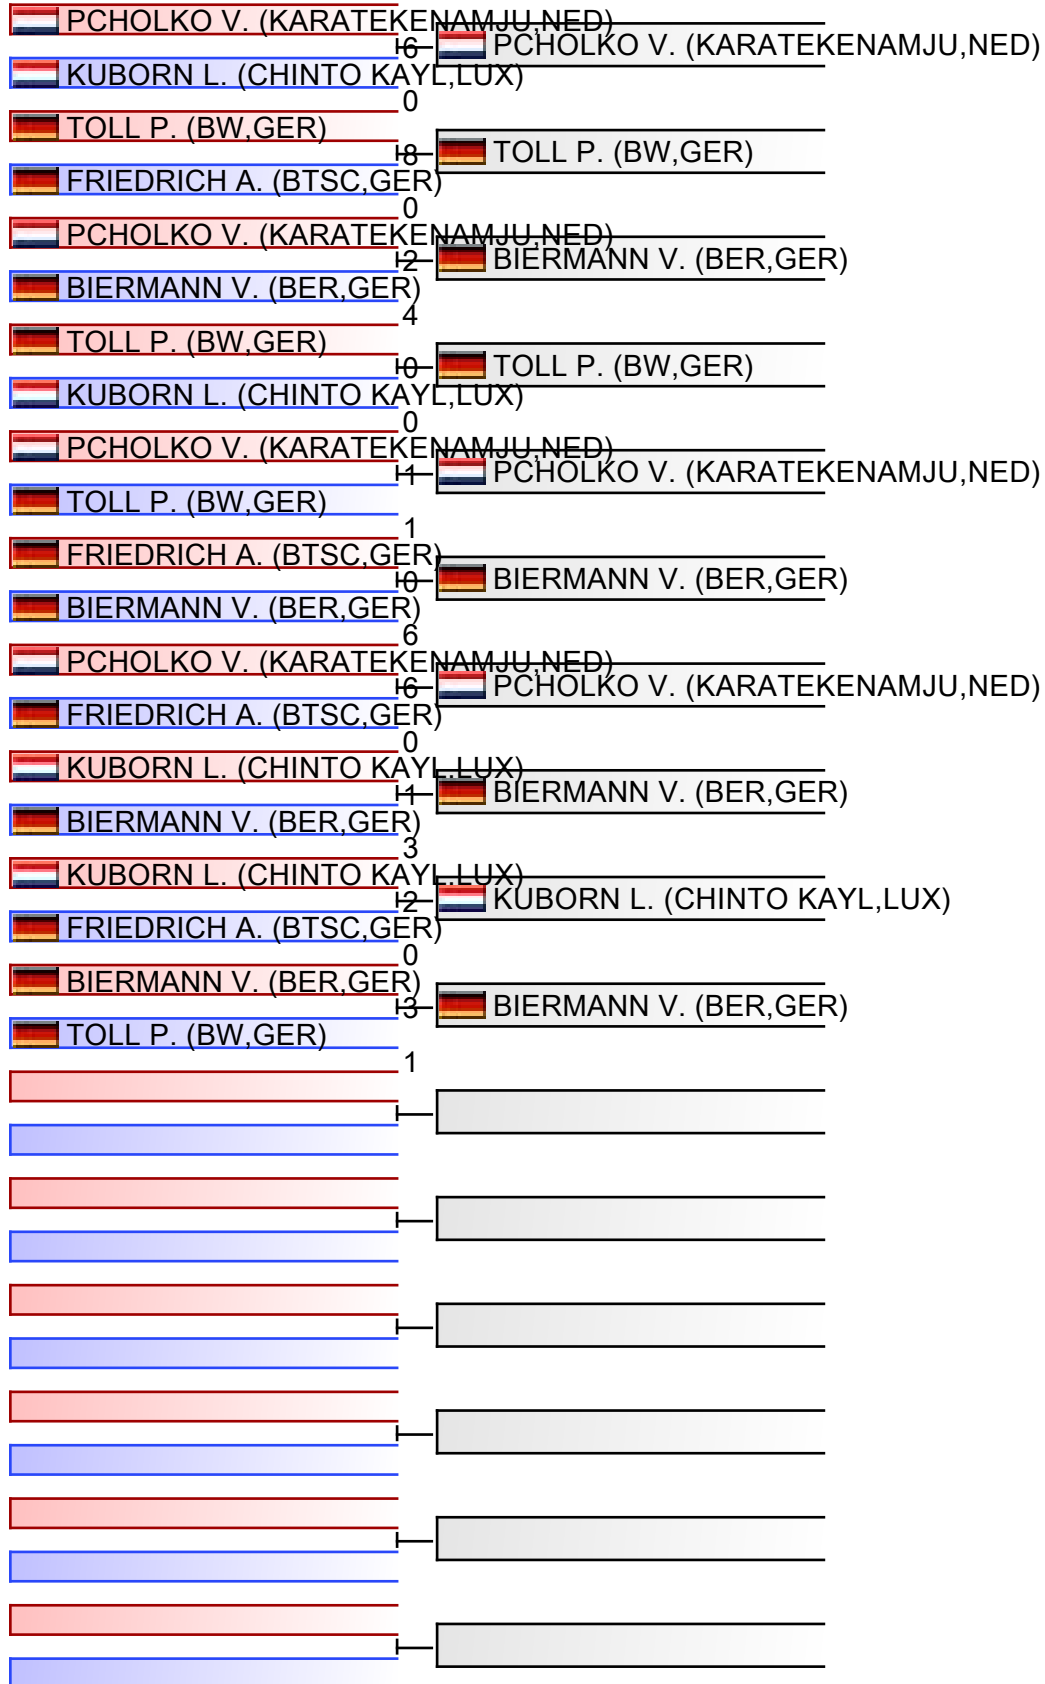 PCHOLKO V. (KARATEKENAMJU,NED)
6
PCHOLKO V. (KARATEKENAMJU,NED)
KUBORN L. (CHINTO KAYL,LUX)
0
TOLL P. (BW,GER)
8
TOLL P. (BW,GER)
FRIEDRICH A. (BTSC,GER)
0
PCHOLKO V. (KARATEKENAMJU,NED)
2
BIERMANN V. (BER,GER)
BIERMANN V. (BER,GER)
4
TOLL P. (BW,GER)
0
TOLL P. (BW,GER)
KUBORN L. (CHINTO KAYL,LUX)
0
PCHOLKO V. (KARATEKENAMJU,NED)
1
PCHOLKO V. (KARATEKENAMJU,NED)
TOLL P. (BW,GER)
1
FRIEDRICH A. (BTSC,GER)
0
BIERMANN V. (BER,GER)
BIERMANN V. (BER,GER)
6
PCHOLKO V. (KARATEKENAMJU,NED)
6
PCHOLKO V. (KARATEKENAMJU,NED)
FRIEDRICH A. (BTSC,GER)
0
KUBORN L. (CHINTO KAYL,LUX)
1
BIERMANN V. (BER,GER)
BIERMANN V. (BER,GER)
3
KUBORN L. (CHINTO KAYL,LUX)
2
KUBORN L. (CHINTO KAYL,LUX)
FRIEDRICH A. (BTSC,GER)
0
BIERMANN V. (BER,GER)
3
BIERMANN V. (BER,GER)
TOLL P. (BW,GER)
1